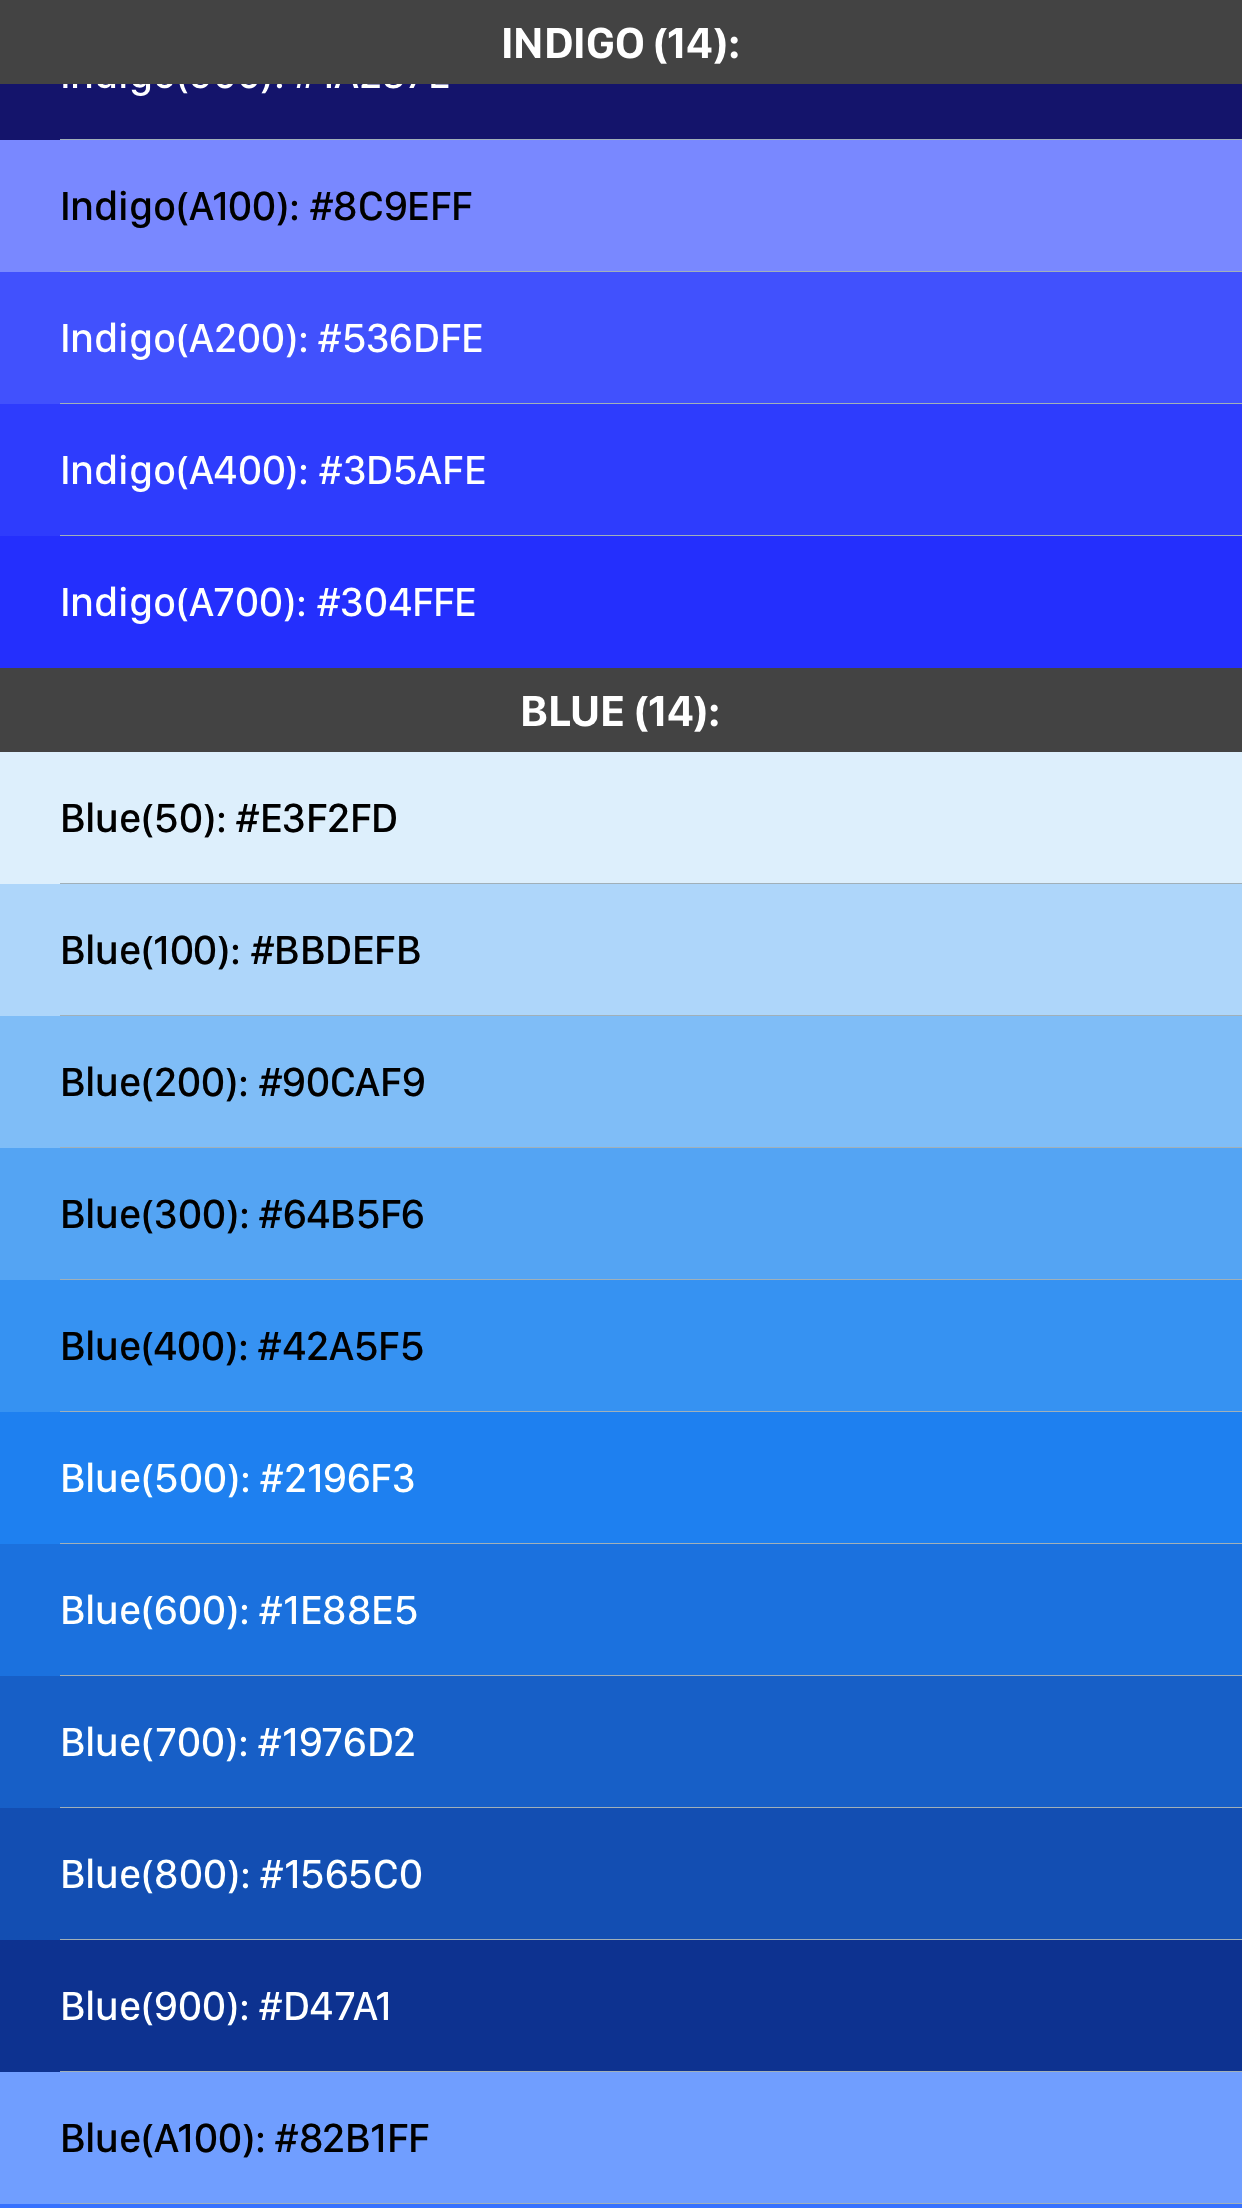 INDIGO (14):
Indigo(A100): #8C9EFF
Indigo(A200): #536DFE
Indigo(A400): #3D5AFE
Indigo(A700): #304FFE
BLUE (14):
Blue(50): #E3F2FD
Blue(100): #BBDEFB
Blue(200): #90CAF9
Blue(300): #64B5F6
Blue(400): #42A5F5
Blue(500): #2196F3
Blue(600): #1E88E5
Blue(700): #1976D2
Blue(800): #1565C0
Blue(900): #D47A1
Blue(A100): #82B1FF